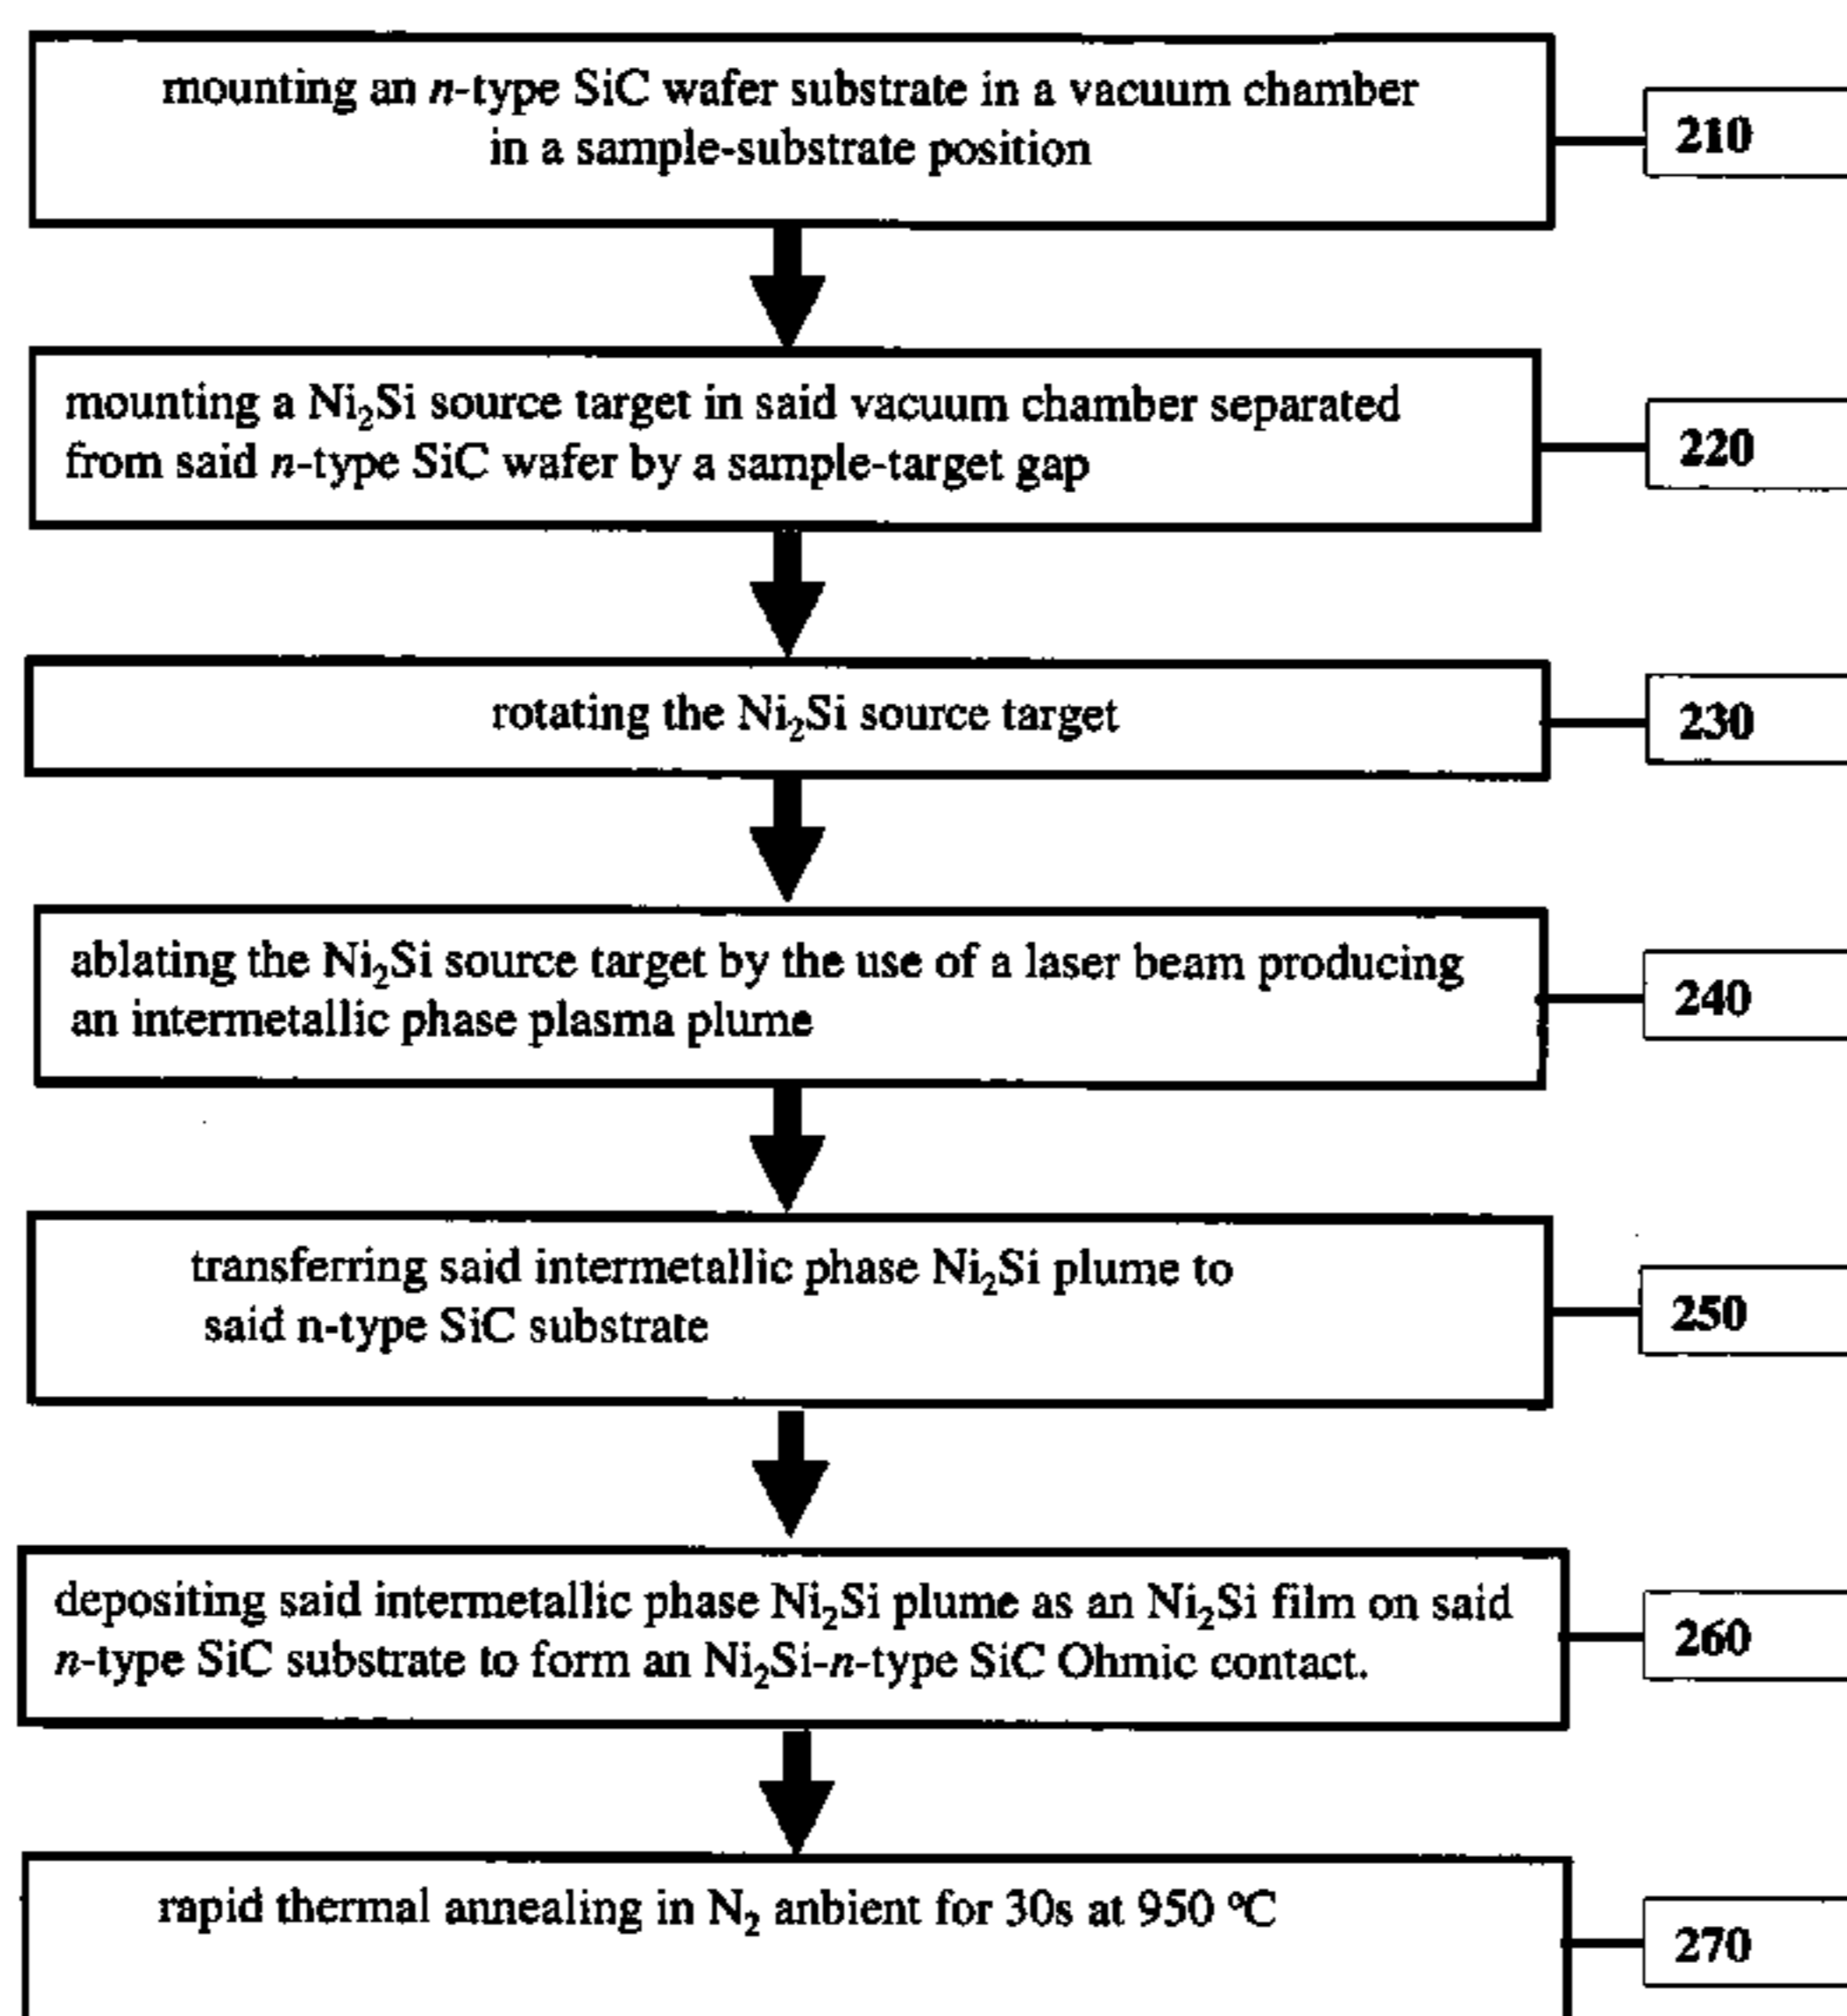 mounting an n-type SiC wafer substrate in a vacuum chamber
in a sample-substrate position
210
mounting a Ni₂Si source target in said vacuum chamber separated
from said n-type SiC wafer by a sample-target gap
220
rotating the Ni₂Si source target
230
ablating the Ni₂Si source target by the use of a laser beam producing
an intermetallic phase plasma plume
240
transferring said intermetallic phase Ni₂Si plume to
said n-type SiC substrate
250
depositing said intermetallic phase Ni₂Si plume as an Ni₂Si film on said
n-type SiC substrate to form an Ni₂Si-n-type SiC Ohmic contact.
260
rapid thermal annealing in N₂ anbient for 30s at 950 ºC
270